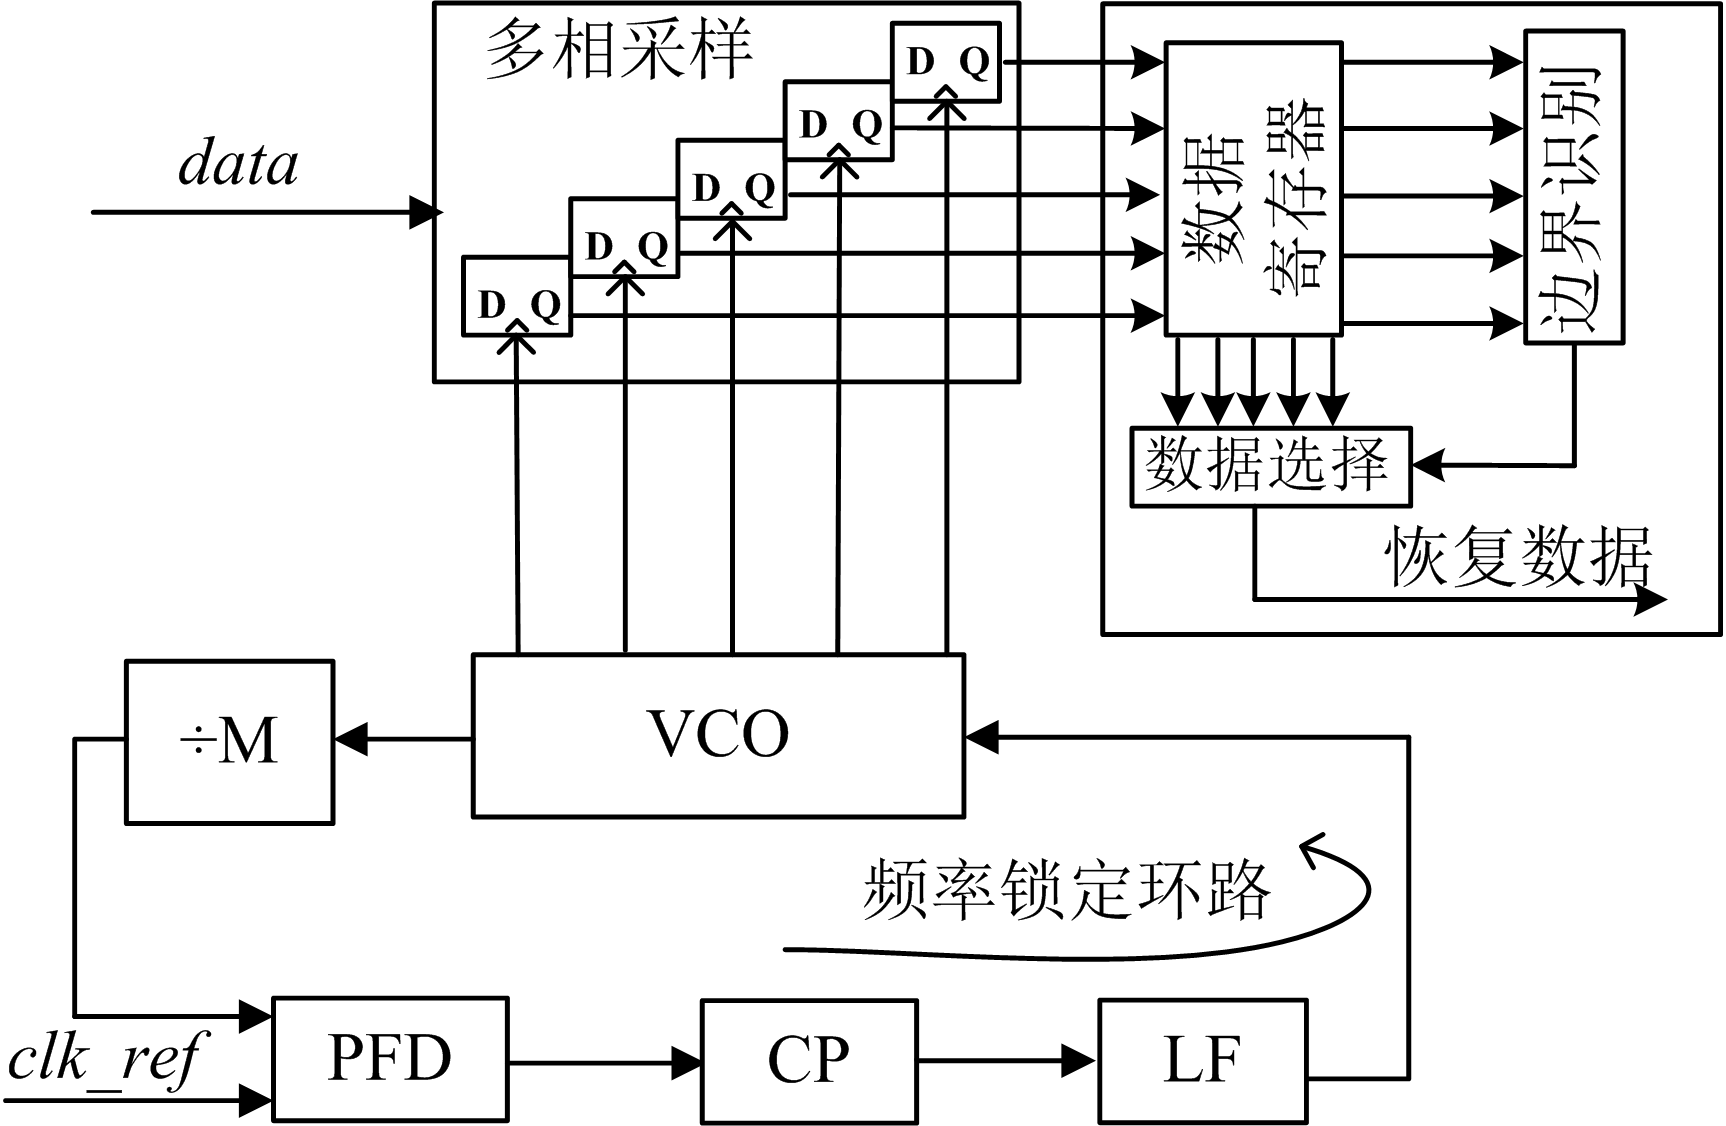 多相采样
D Q
D Q
D Q
D Q
D Q
data
数据
寄存器
边界识别
数据选择
恢复数据
÷M
VCO
频率锁定环路
clk_ref
PFD
CP
LF